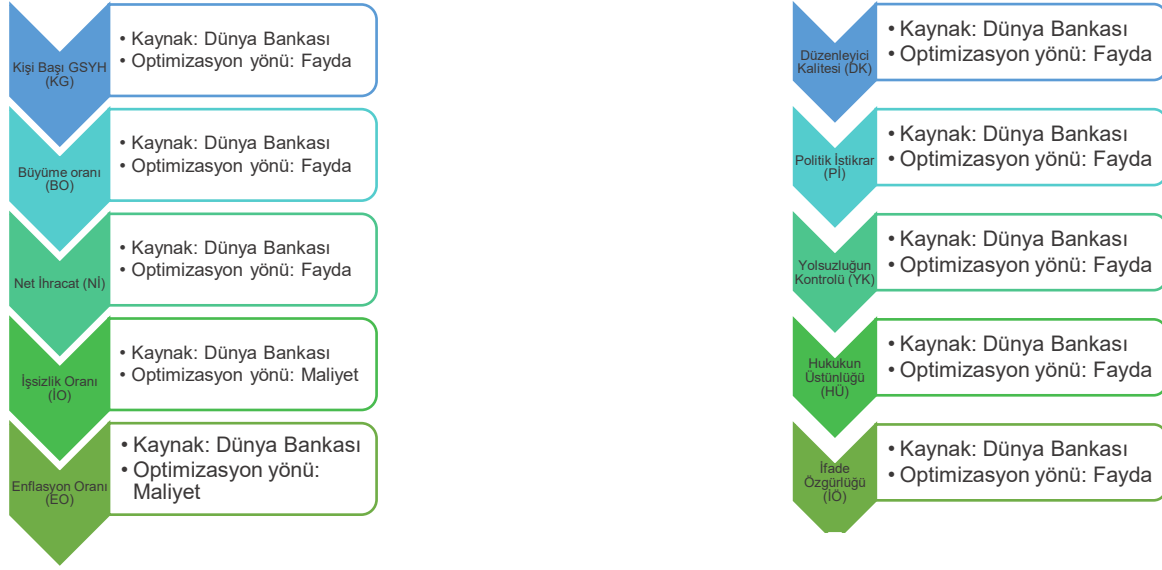 Kişi Başı GSYH
(KG)
• Kaynak: Dünya Bankası
• Optimizasyon yönü: Fayda
Büyüme oranı
(BO)
• Kaynak: Dünya Bankası
• Optimizasyon yönü: Fayda
Net İhracat (Nİ)
• Kaynak: Dünya Bankası
• Optimizasyon yönü: Fayda
İşsizlik Oranı
(İO)
• Kaynak: Dünya Bankası
• Optimizasyon yönü: Maliyet
Enflasyon Oranı
(EO)
• Kaynak: Dünya Bankası
• Optimizasyon yönü:
Maliyet
Düzenleyici
Kalitesi (DK)
• Kaynak: Dünya Bankası
• Optimizasyon yönü: Fayda
Politik İstikrar
(Pİ)
• Kaynak: Dünya Bankası
• Optimizasyon yönü: Fayda
Yolsuzluğun
Kontrolü (YK)
• Kaynak: Dünya Bankası
• Optimizasyon yönü: Fayda
Hukukun
Üstünlüğü
(HÜ)
• Kaynak: Dünya Bankası
• Optimizasyon yönü: Fayda
İfade
Özgürlüğü
(İÖ)
• Kaynak: Dünya Bankası
• Optimizasyon yönü: Fayda